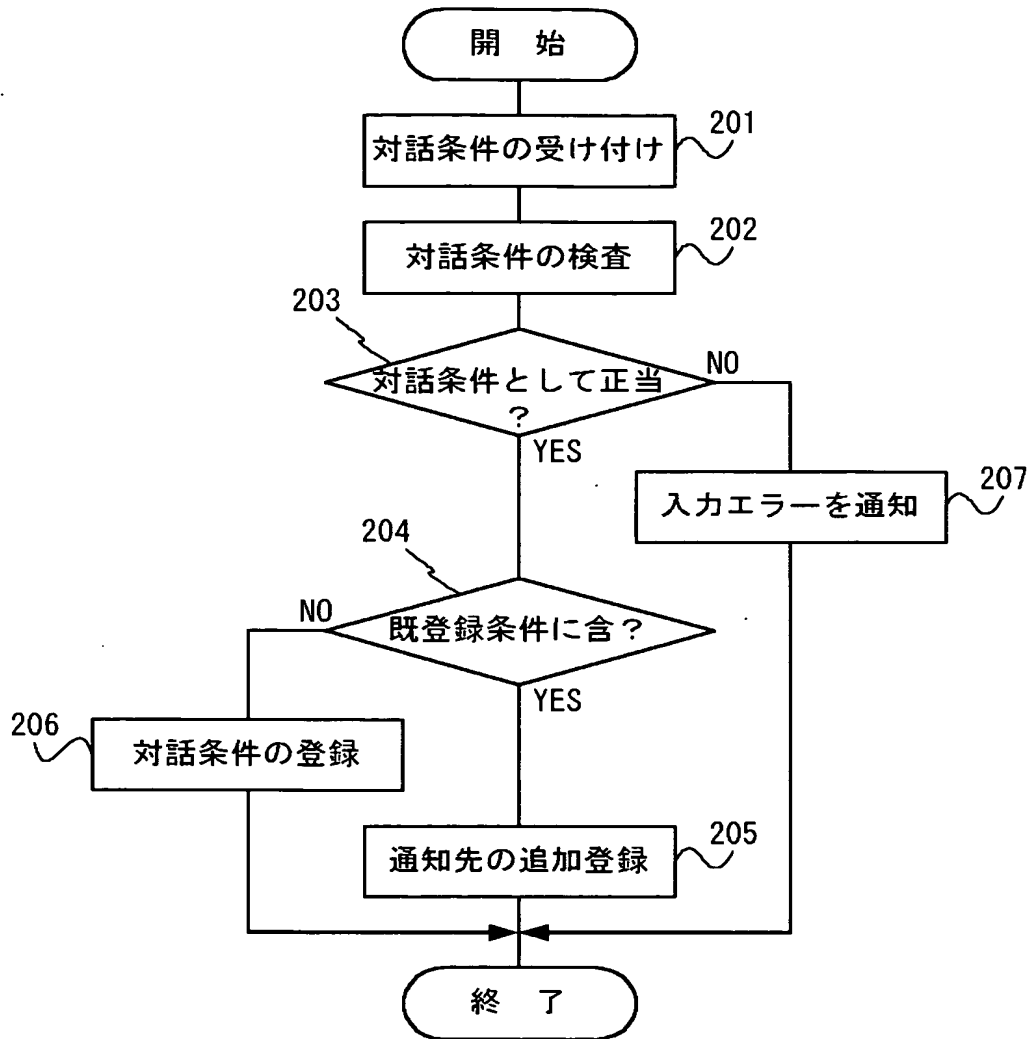 開 始
対話条件の受け付け
201
対話条件の検査
202
203
対話条件として正当
?
NO
YES
入力エラーを通知
207
204
既登録条件に含?
NO
YES
206
対話条件の登録
通知先の追加登録
205
終 了